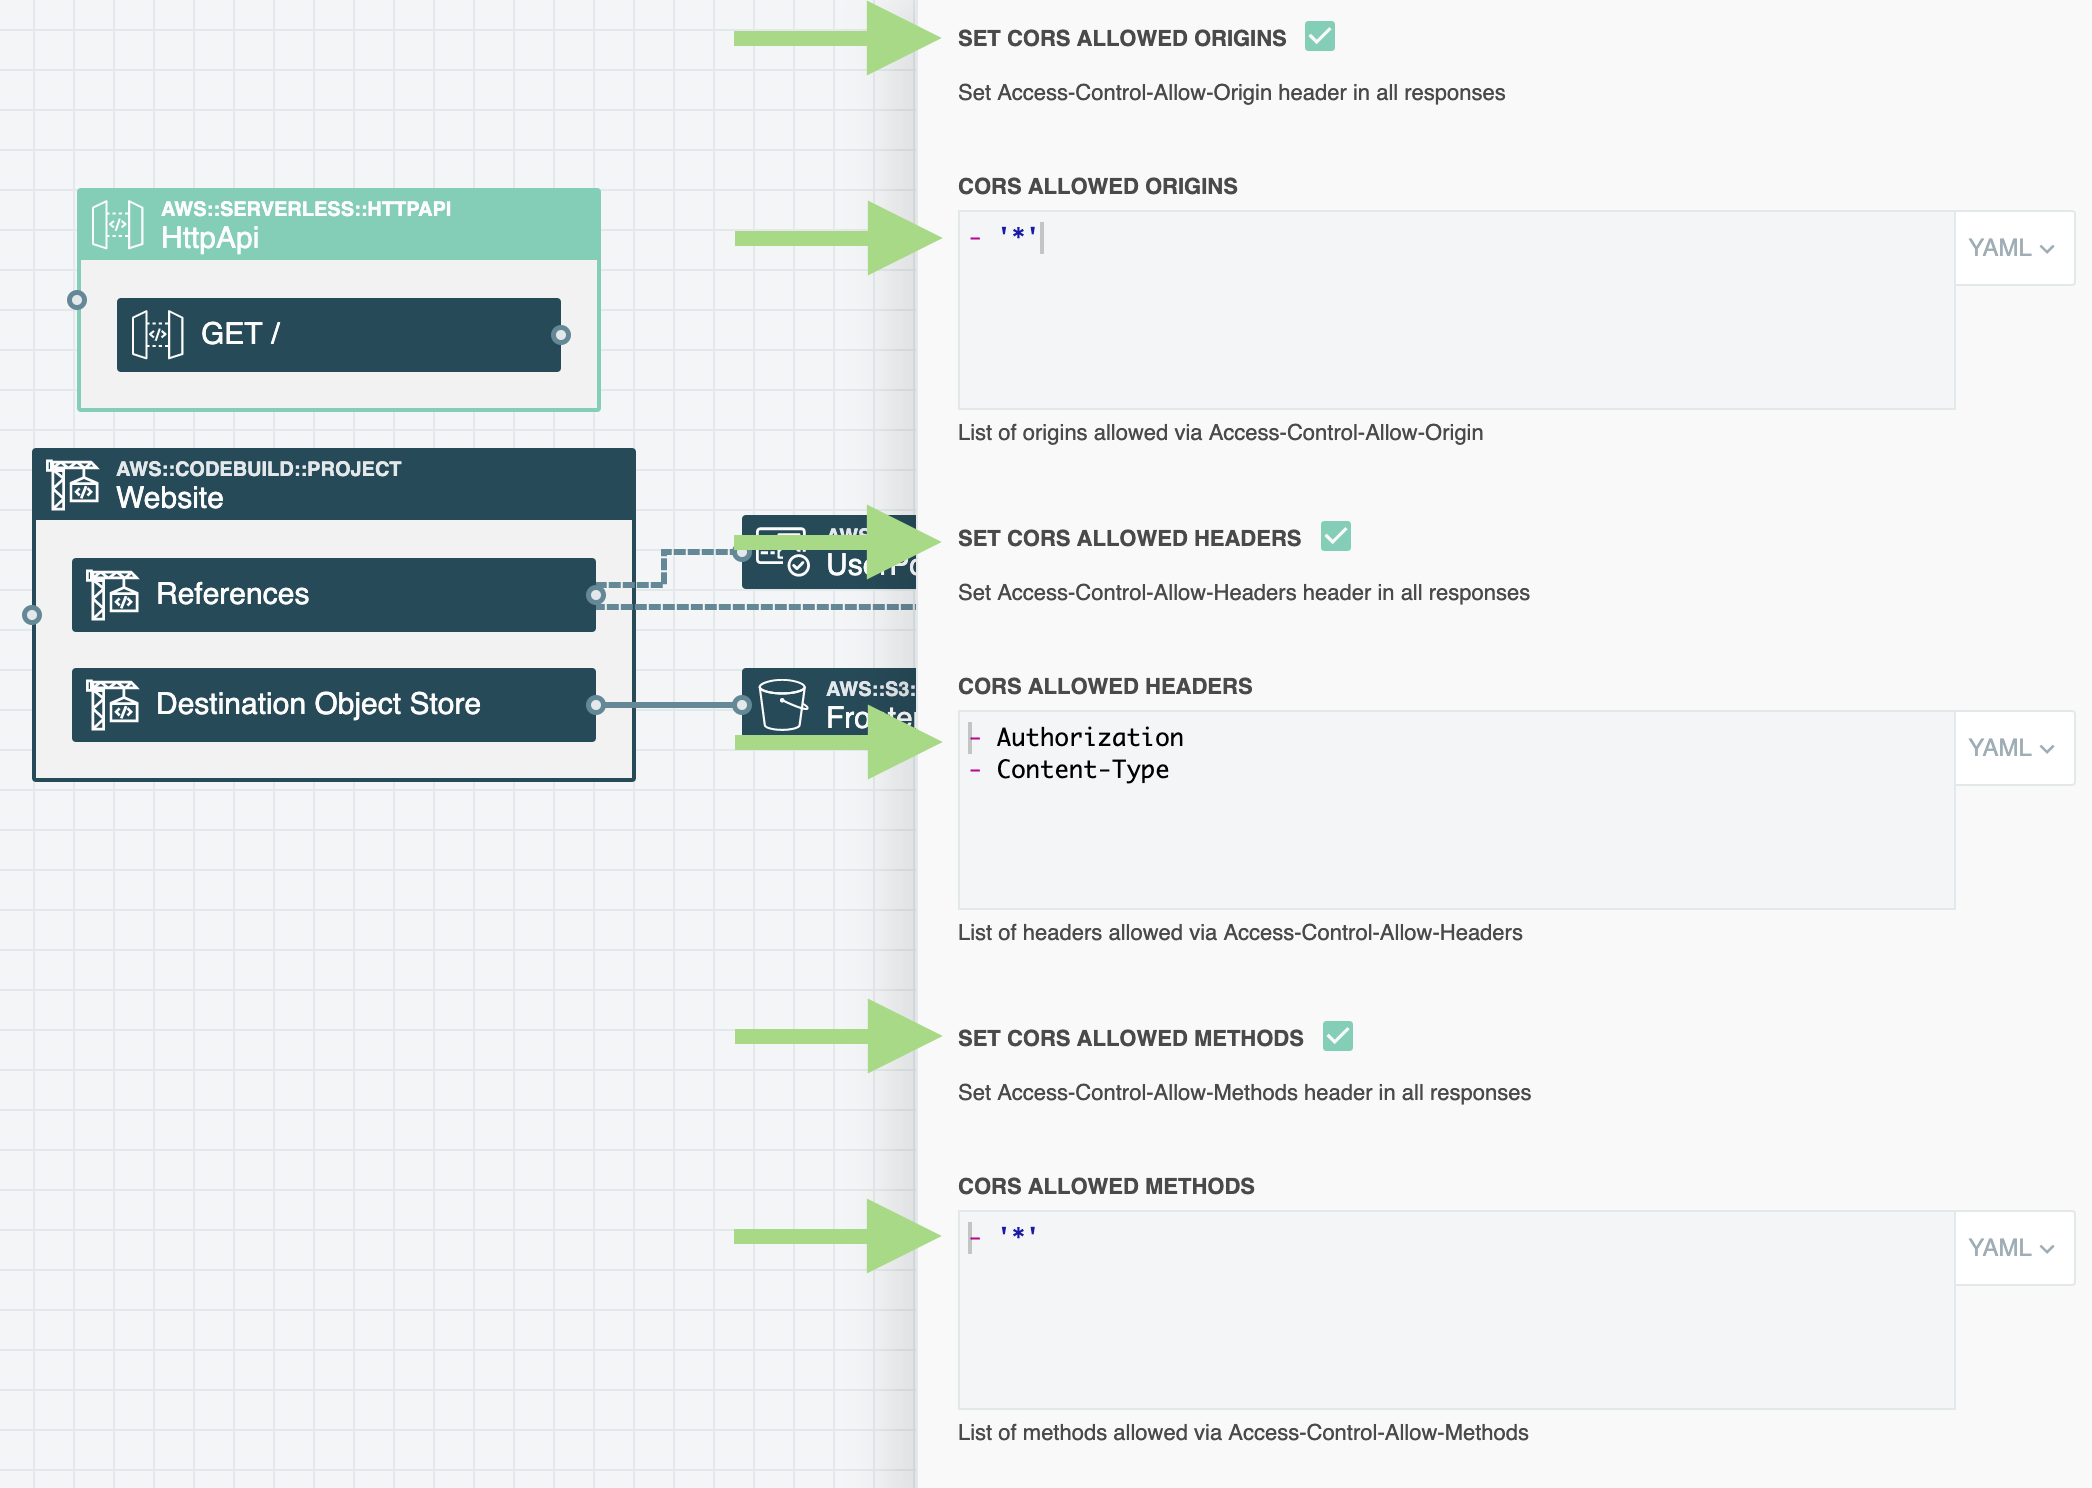 AWS::SERVERLESS::HTTPAPI
HttpApi
GET /
AWS::CODEBUILD::PROJECT
Website
References
Destination Object Store
AWS
AWS::S3:
SET CORS ALLOWED ORIGINS
Set Access-Control-Allow-Origin header in all responses
CORS ALLOWED ORIGINS
- '*'
YAML
List of origins allowed via Access-Control-Allow-Origin
SET CORS ALLOWED HEADERS
Set Access-Control-Allow-Headers header in all responses
CORS ALLOWED HEADERS
- Authorization
- Content-Type
YAML
List of headers allowed via Access-Control-Allow-Headers
SET CORS ALLOWED METHODS
Set Access-Control-Allow-Methods header in all responses
CORS ALLOWED METHODS
- '*'
YAML
List of methods allowed via Access-Control-Allow-Methods